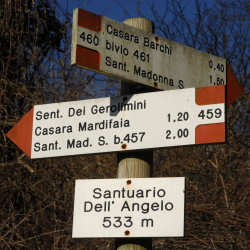 Casara Barchi
460 bivio 461 0,40
Sant. Madonna S. 1,50
Sent. Dei Gerolimini
Casara Mardifaia 1,20 459
Sant. Mad. S. b.457 2,00
Santuario
Dell' Angelo
533 m